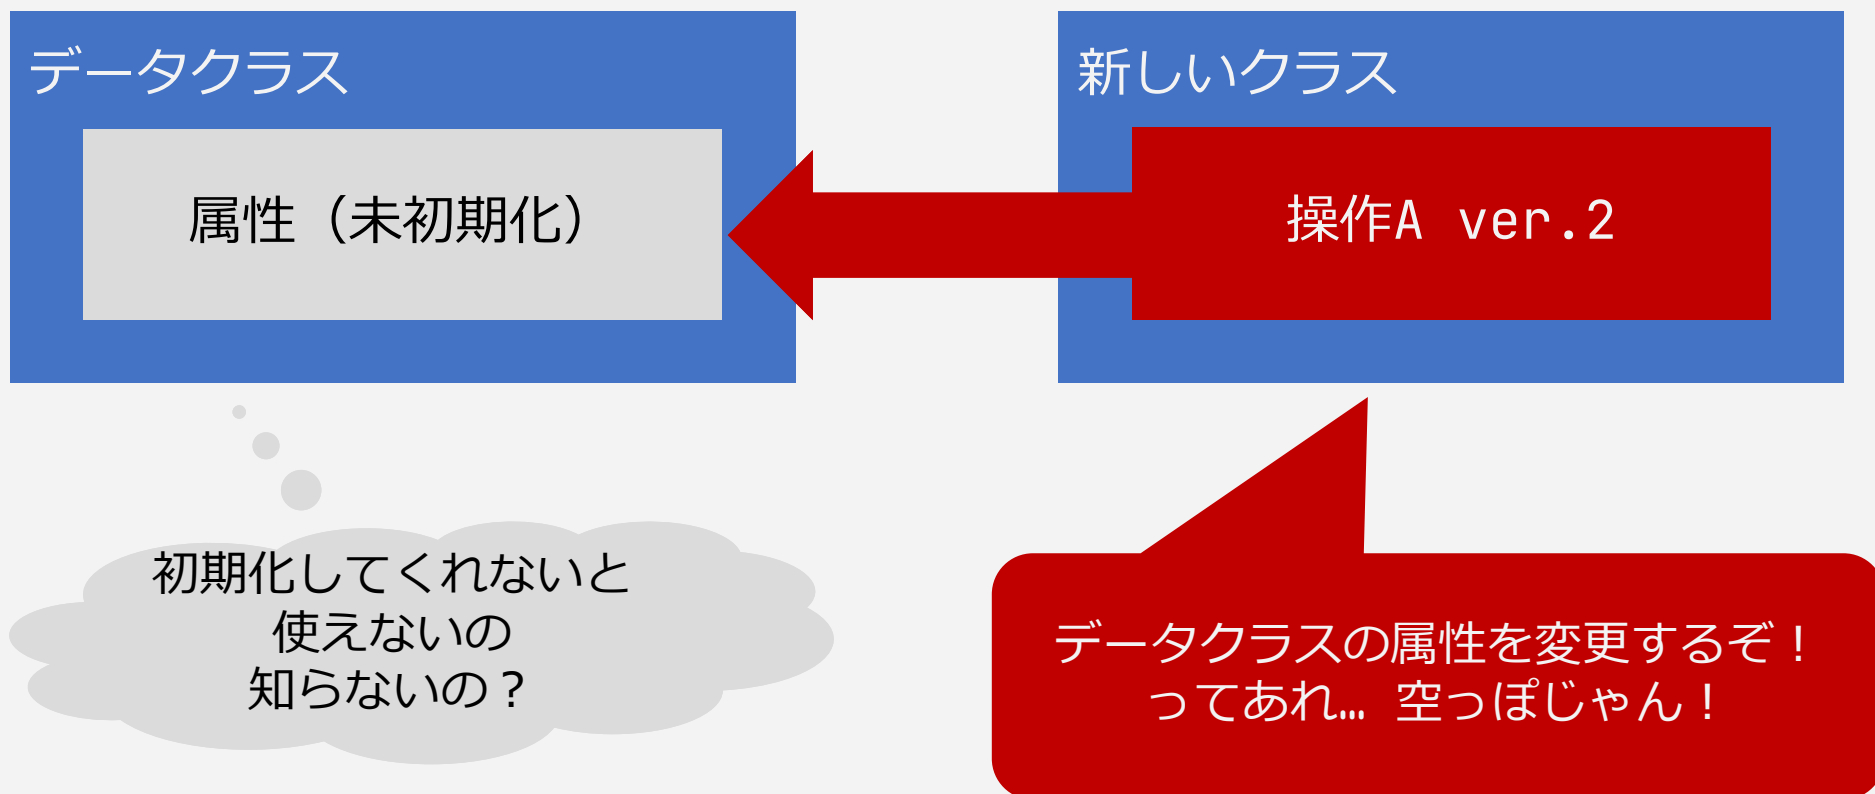 データクラス
属性（未初期化）
新しいクラス
操作A ver.2
初期化してくれないと
使えないの
知らないの？
データクラスの属性を変更するぞ！
ってあれ… 空っぽじゃん！